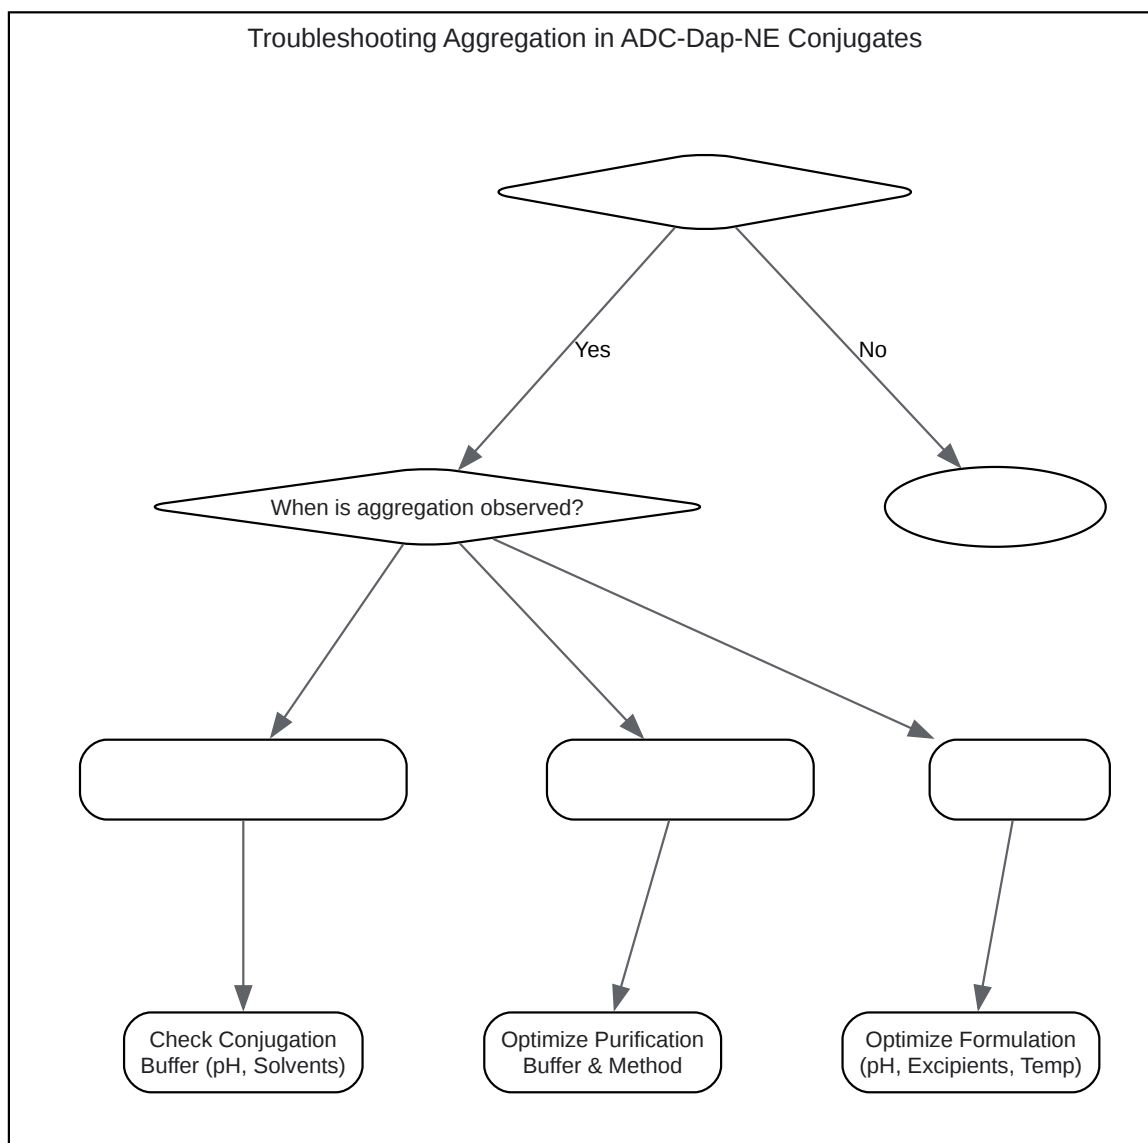 Troubleshooting Aggregation in ADC-Dap-NE Conjugates
Yes
No
When is aggregation observed?
Check Conjugation
Buffer (pH, Solvents)
Optimize Purification
Buffer & Method
Optimize Formulation
(pH, Excipients, Temp)